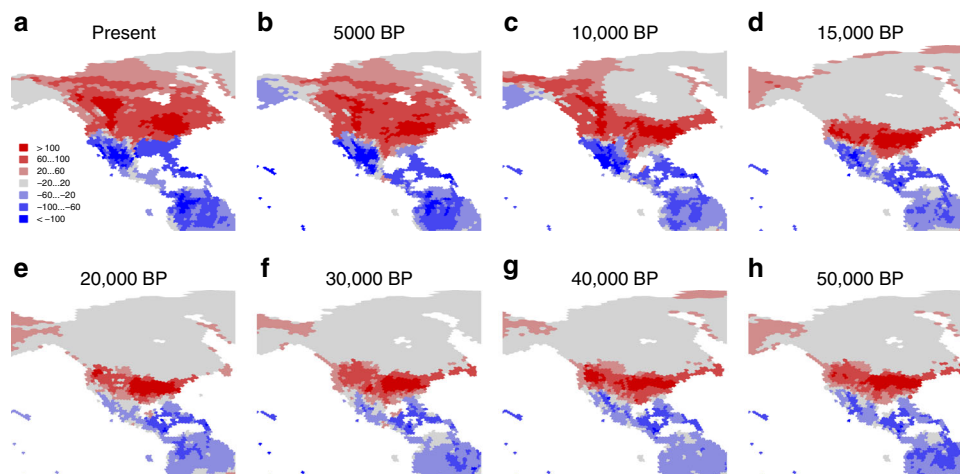 a
Present
b
5000 BP
c
10,000 BP
d
15,000 BP
> 100
60...100
20...60
−20...20
−60...−20
−100...−60
< −100
e
20,000 BP
f
30,000 BP
g
40,000 BP
h
50,000 BP